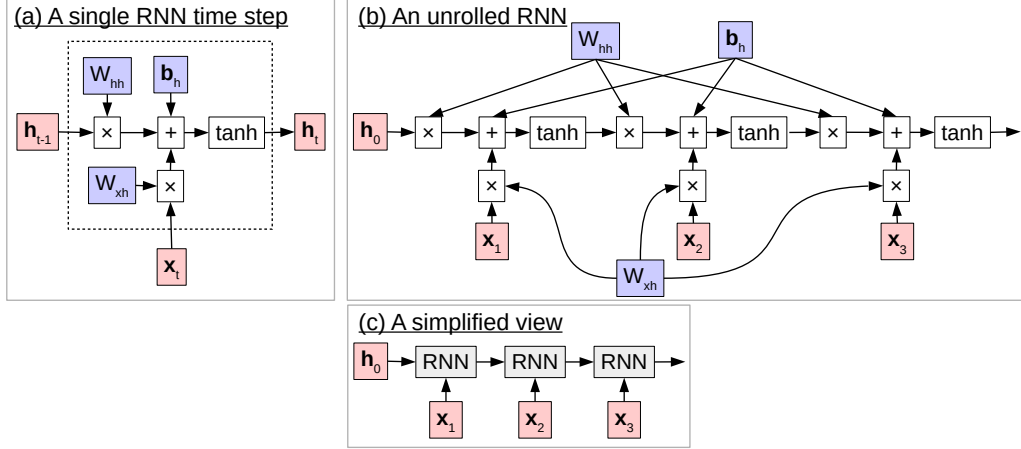 (a) A single RNN time step
W_hh b_h
h_t-1 × + tanh h_t
W_xh ×
x_t
(b) An unrolled RNN
W_hh b_h
h_0 × + tanh × + tanh × + tanh
× × ×
x_1 x_2 x_3
W_xh
(c) A simplified view
h_0 RNN RNN RNN
x_1 x_2 x_3